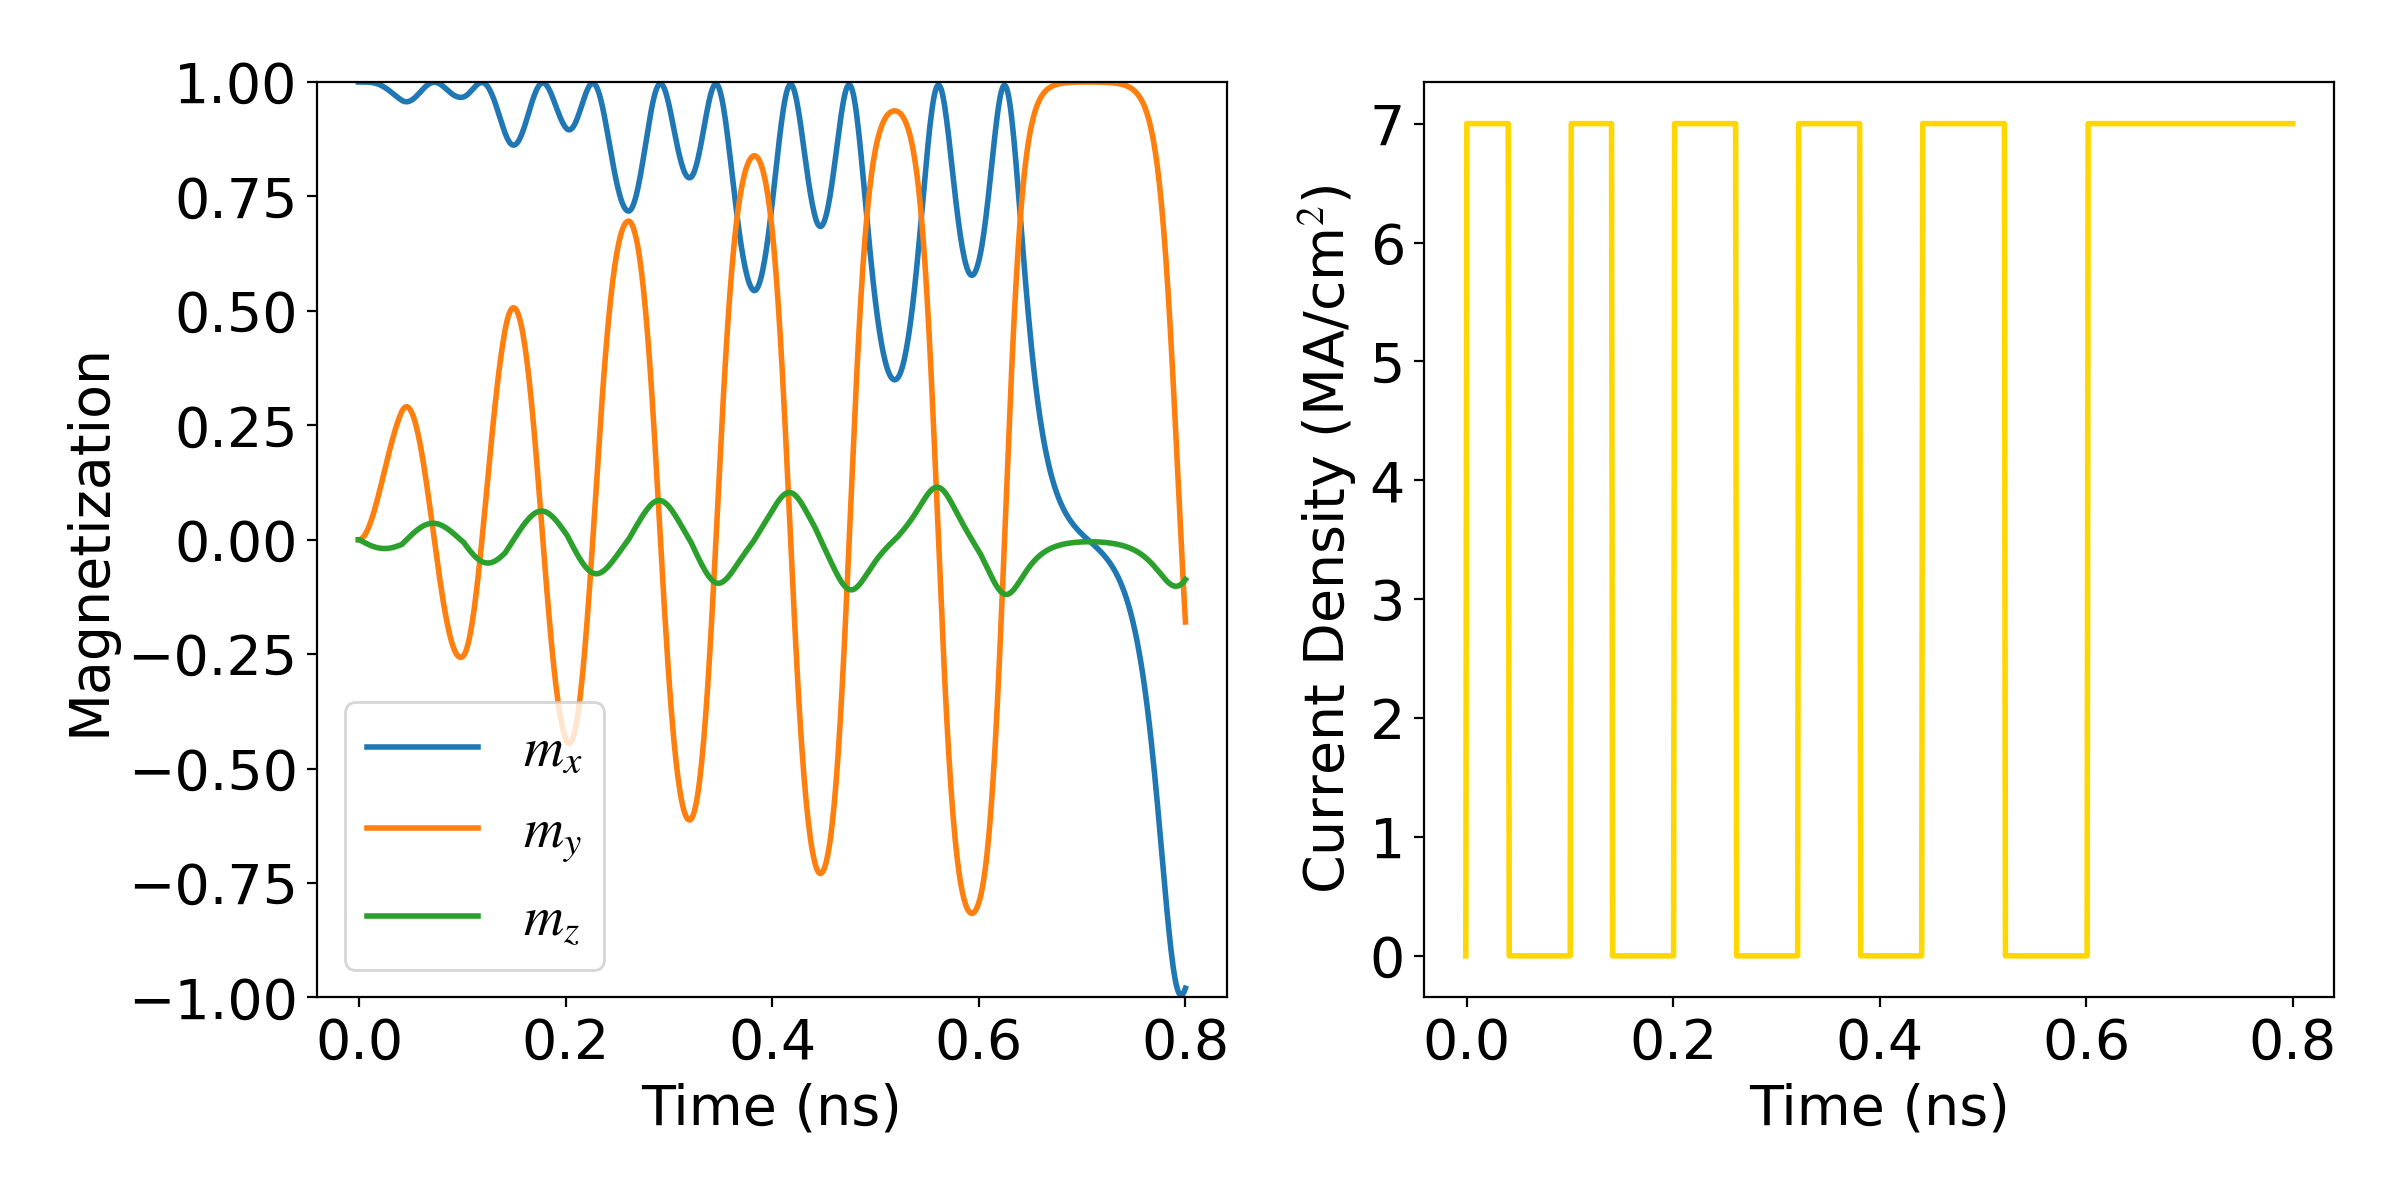 1.00
0.75
0.50
0.25
0.00
−0.25
−0.50
−0.75
−1.00
Magnetization
m_x
m_y
m_z
0.0 0.2 0.4 0.6 0.8
Time (ns)
7
6
5
4
3
2
1
0
Current Density (MA/cm²)
0.0 0.2 0.4 0.6 0.8
Time (ns)